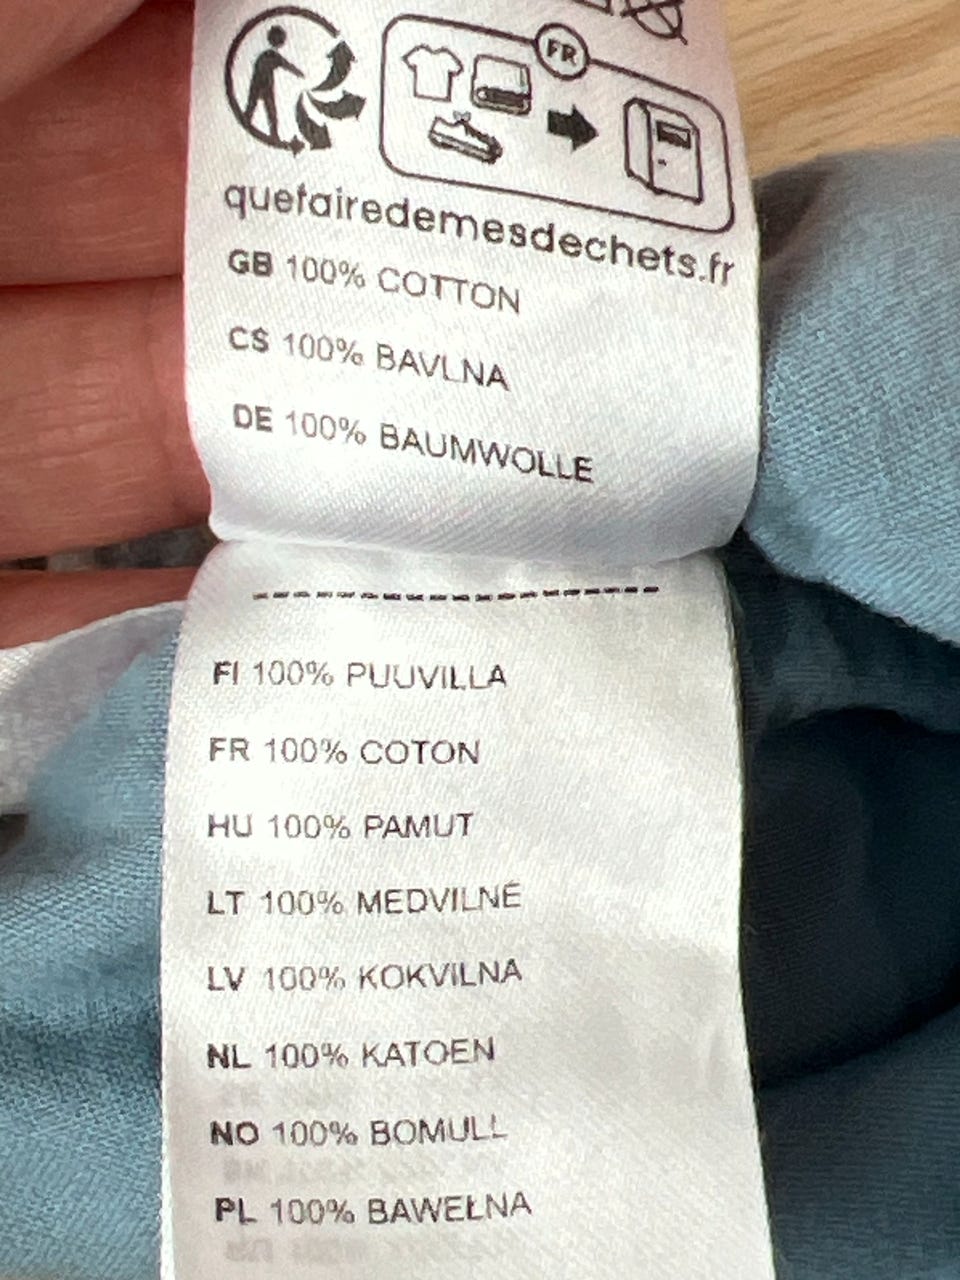 FR
quefairedemesdechets.fr
GB 100% COTTON
CS 100% BAVLNA
DE 100% BAUMWOLLE
FI 100% PUUVILLA
FR 100% COTON
HU 100% PAMUT
LT 100% MEDVILNĖ
LV 100% KOKVILNA
NL 100% KATOEN
NO 100% BOMULL
PL 100% BAWEŁNA